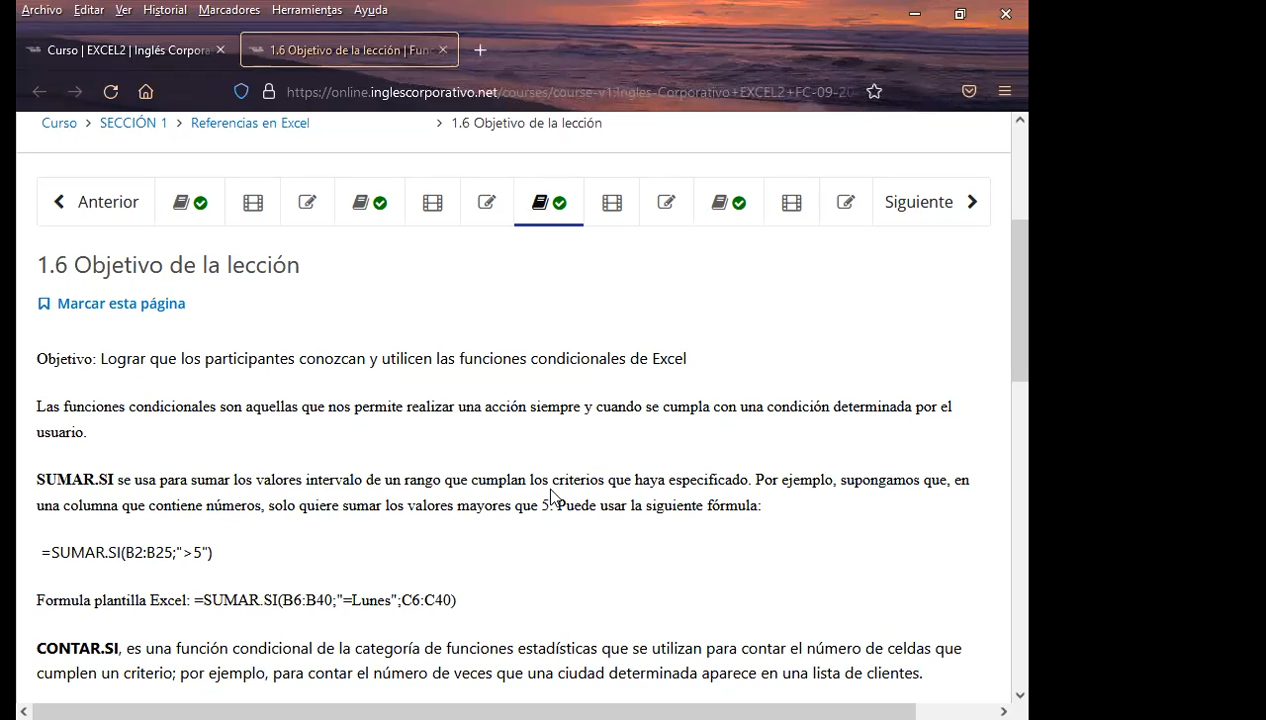 Archivo Editar Ver Historial Marcadores Herramientas Ayuda
Curso | EXCEL2 | Inglés Corpora 1.6 Objetivo de la lección | Fun
https://online.inglescorporativo.net/courses/course-v1:Ingles-Corporativo+EXCEL2+FC-09-20
Curso > SECCIÓN 1 > Referencias en Excel > 1.6 Objetivo de la lección
Anterior Siguiente
1.6 Objetivo de la lección
Marcar esta página
Objetivo: Lograr que los participantes conozcan y utilicen las funciones condicionales de Excel
Las funciones condicionales son aquellas que nos permite realizar una acción siempre y cuando se cumpla con una condición determinada por el
usuario.
SUMAR.SI se usa para sumar los valores intervalo de un rango que cumplan los criterios que haya especificado. Por ejemplo, supongamos que, en
una columna que contiene números, solo quiere sumar los valores mayores que 5. Puede usar la siguiente fórmula:
=SUMAR.SI(B2:B25;">5")
Formula plantilla Excel: =SUMAR.SI(B6:B40;"=Lunes";C6:C40)
CONTAR.SI, es una función condicional de la categoría de funciones estadísticas que se utilizan para contar el número de celdas que
cumplen un criterio; por ejemplo, para contar el número de veces que una ciudad determinada aparece en una lista de clientes.